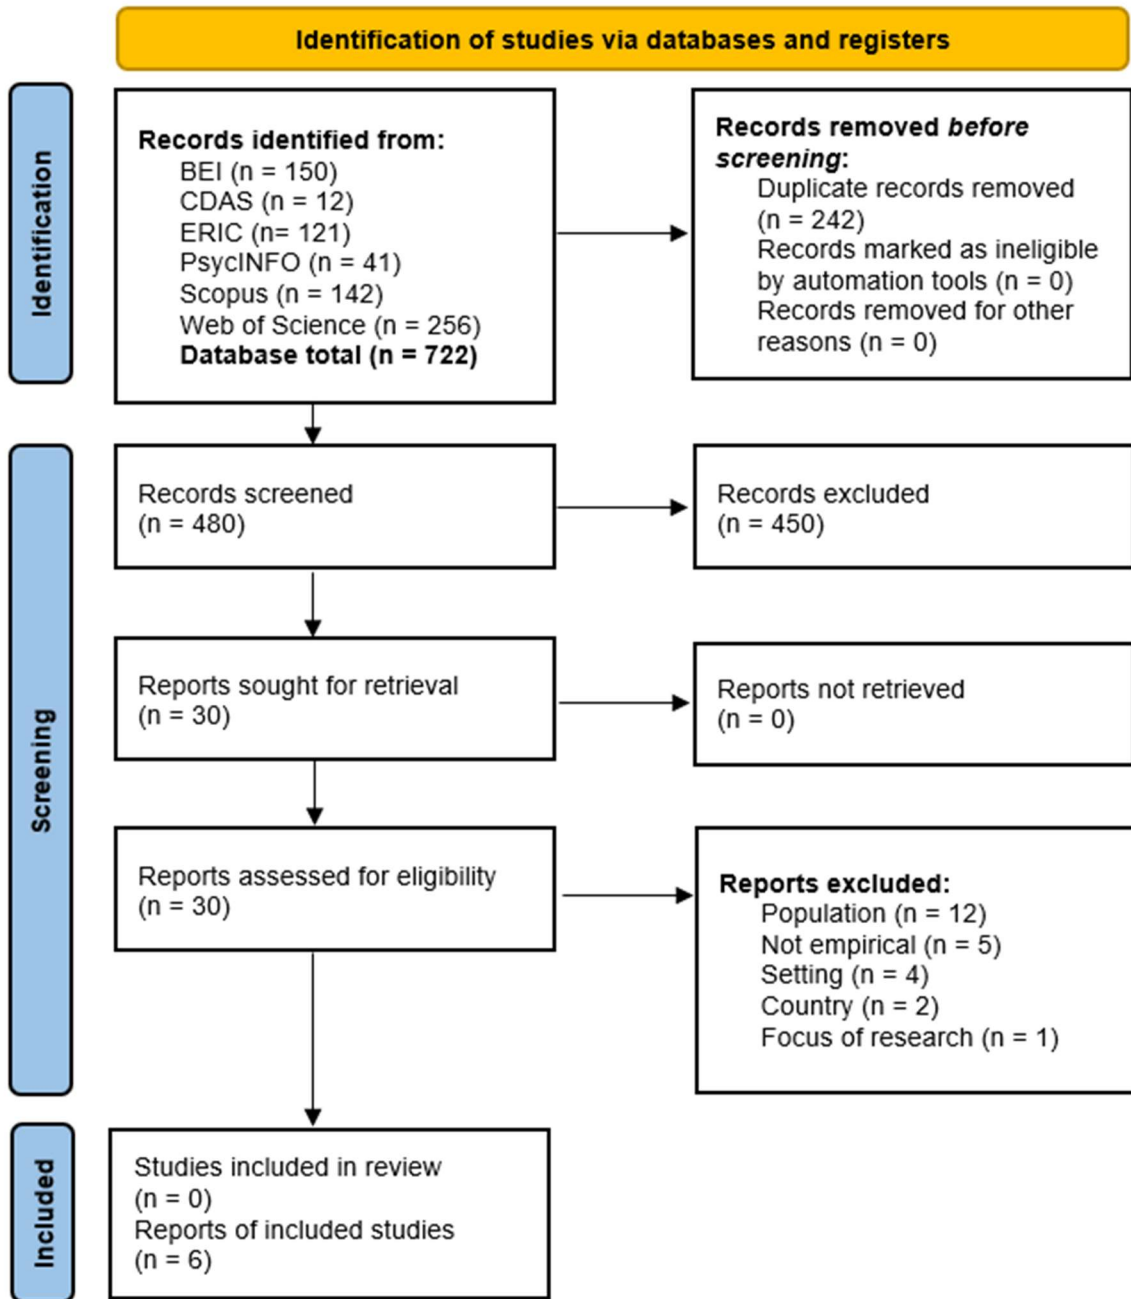 Identification of studies via databases and registers
Identification
Records identified from:
BEI (n = 150)
CDAS (n = 12)
ERIC (n= 121)
PsycINFO (n = 41)
Scopus (n = 142)
Web of Science (n = 256)
Database total (n = 722)
Records removed before
screening:
Duplicate records removed
(n = 242)
Records marked as ineligible
by automation tools (n = 0)
Records removed for other
reasons (n = 0)
Screening
Records screened
(n = 480)
Records excluded
(n = 450)
Reports sought for retrieval
(n = 30)
Reports not retrieved
(n = 0)
Reports assessed for eligibility
(n = 30)
Reports excluded:
Population (n = 12)
Not empirical (n = 5)
Setting (n = 4)
Country (n = 2)
Focus of research (n = 1)
Included
Studies included in review
(n = 0)
Reports of included studies
(n = 6)